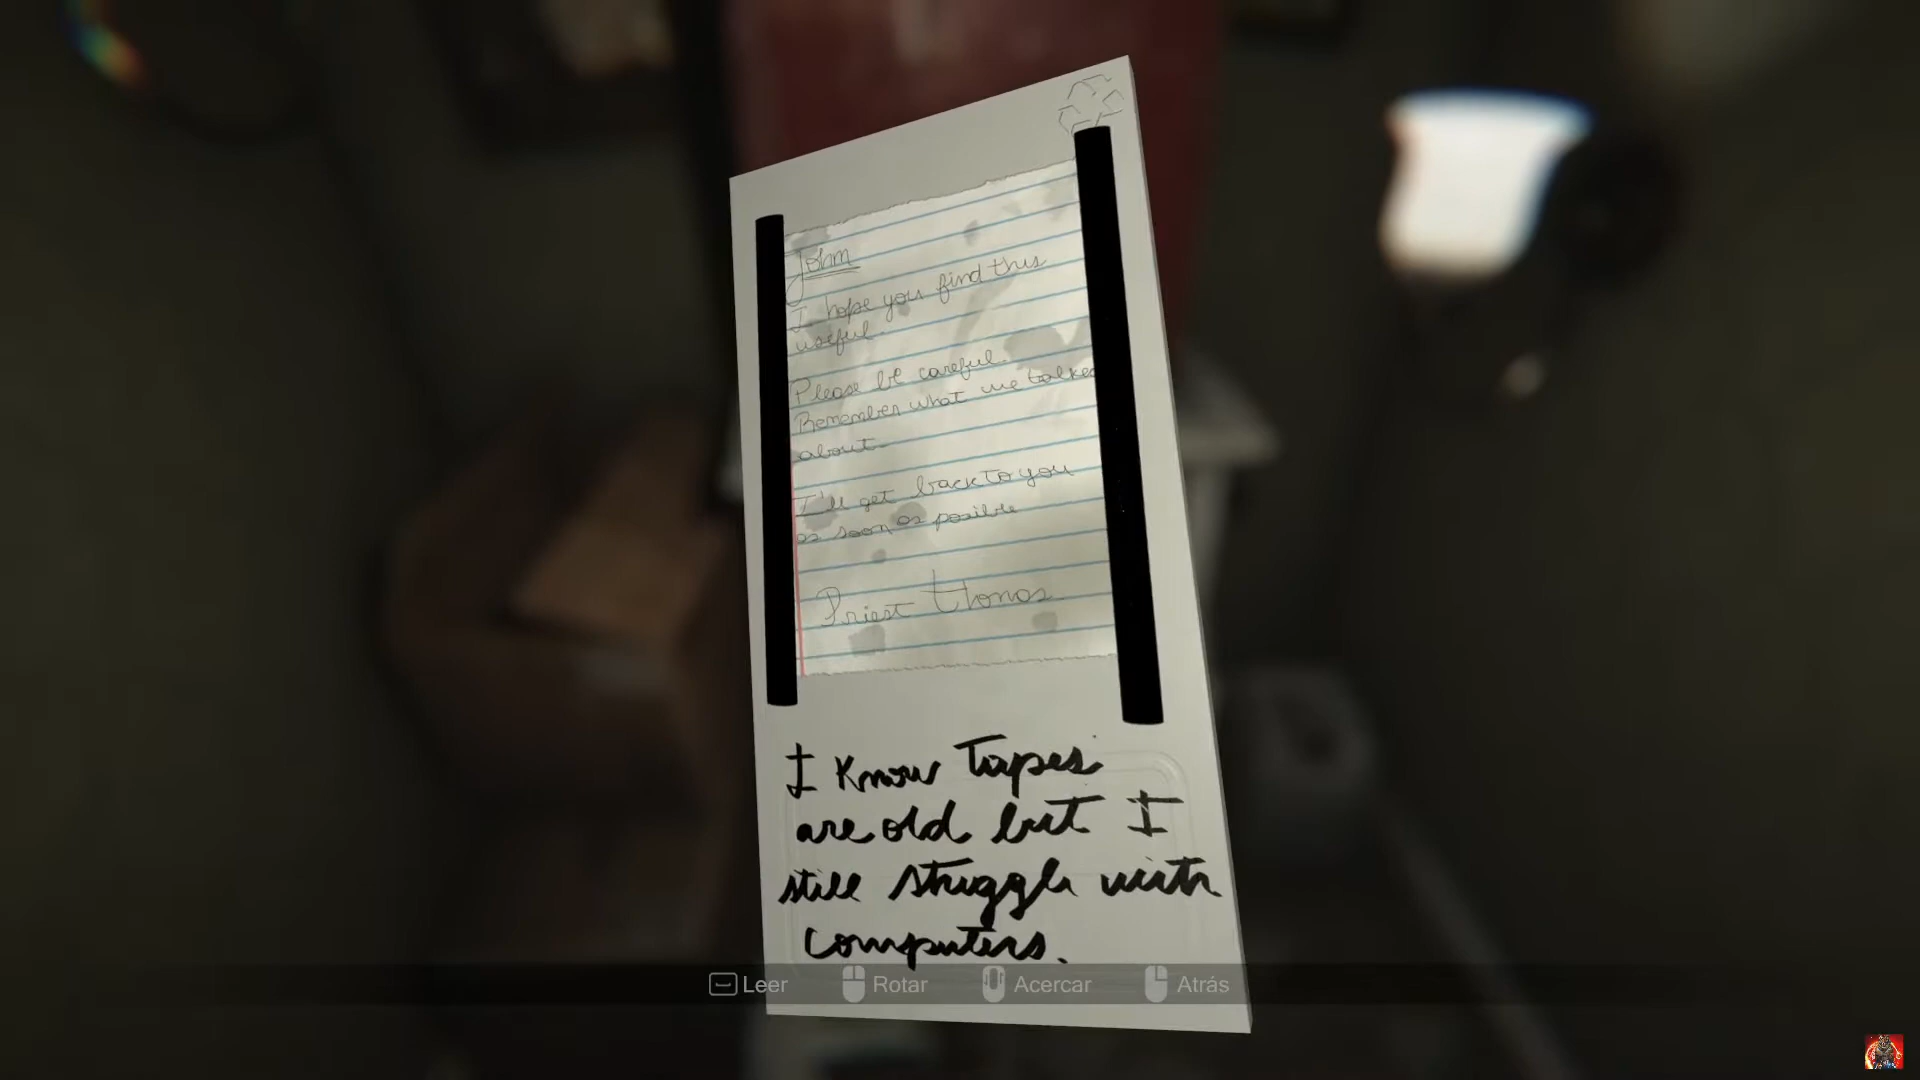 John
I hope you find this
useful.
Please be careful.
Remember what we talked
about.
I'll get back to you
as soon as posible
Priest Thomas
I know tapes
are old but I
still struggle with
computers.
Leer Rotar Acercar Atrás